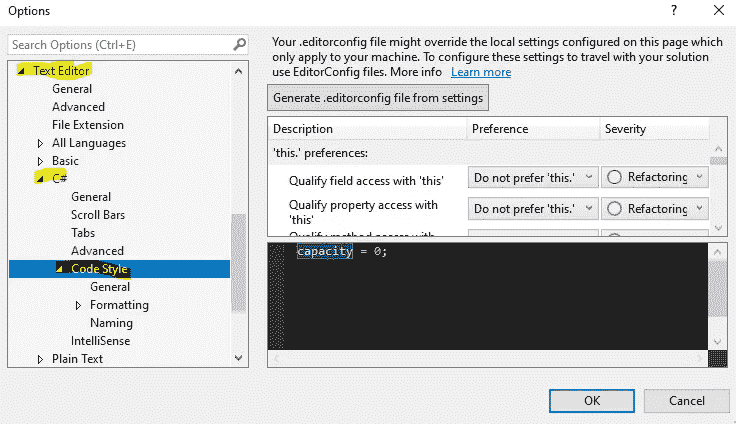 Options
Search Options (Ctrl+E)
Text Editor
General
Advanced
File Extension
All Languages
Basic
C#
General
Scroll Bars
Tabs
Advanced
Code Style
General
Formatting
Naming
IntelliSense
Plain Text
Your .editorconfig file might override the local settings configured on this page which
only apply to your machine. To configure these settings to travel with your solution
use EditorConfig files. More info Learn more
Generate .editorconfig file from settings
Description Preference Severity
'this.' preferences:
Qualify field access with 'this' Do not prefer 'this.' Refactoring
Qualify property access with Do not prefer 'this.' Refactoring
'this'
Qualify method access with
capacity = 0;
OK Cancel